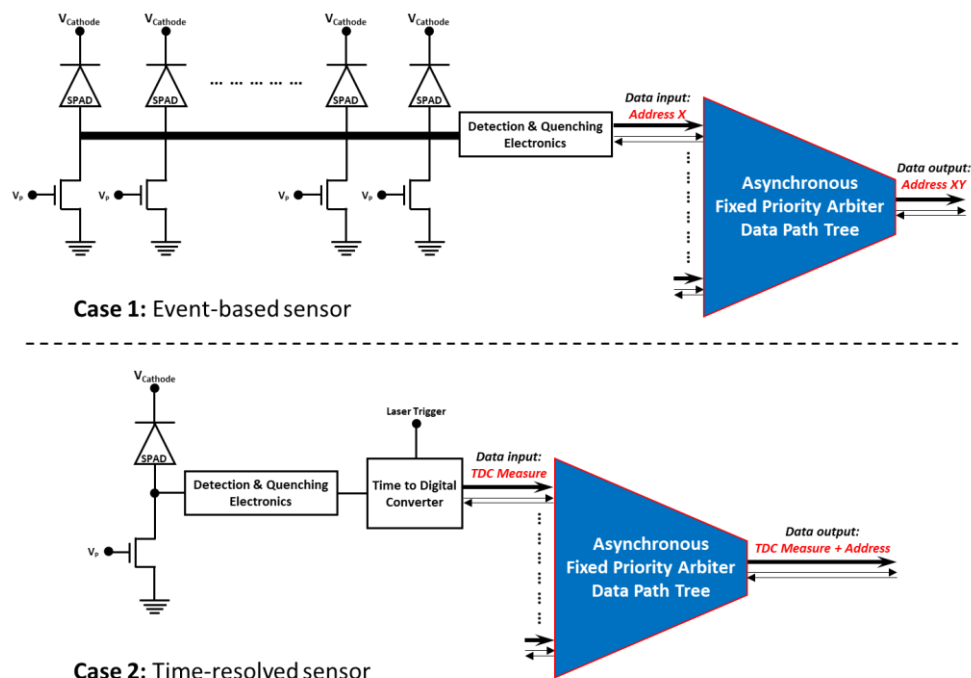 VCathode VCathode VCathode VCathode
... ... ... ... ...
SPAD SPAD SPAD SPAD
Data input:
Address X
Detection & Quenching
Electronics
VP VP VP VP
Asynchronous
Fixed Priority Arbiter
Data Path Tree
Data output:
Address XY
Case 1: Event-based sensor
VCathode
SPAD
Laser Trigger
Detection & Quenching
Electronics
Time to Digital
Converter
Data input:
TDC Measure
VP
Asynchronous
Fixed Priority Arbiter
Data Path Tree
Data output:
TDC Measure + Address
Case 2: Time-resolved sensor